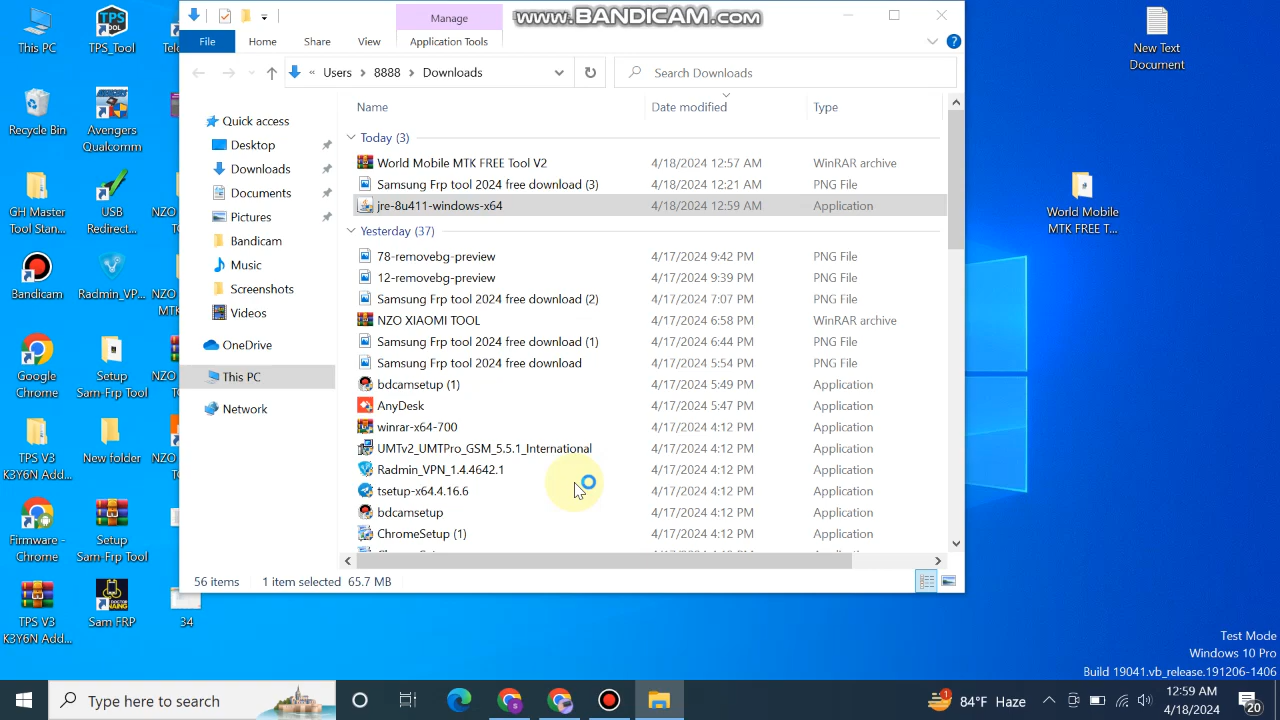 This PC
TPS_Tool
Recycle Bin
Avengers
Qualcomm
GH Master
Tool Stan...
USB
Redirect...
Bandicam
Radmin_VP...
Google
Chrome
Setup
Sam-Frp Tool
TPS V3
K3Y6N Add...
New folder
Firmware -
Chrome
Setup
Sam-Frp Tool
TPS V3
K3Y6N Add...
Sam FRP
34
NZO
NZO
MTK
NZO
NZO
Manage
www.BANDICAM.com
File
Home
Share
View
Application Tools
« Users > 8888 > Downloads
Search Downloads
Name
Date modified
Type
Quick access
Desktop
Downloads
Documents
Pictures
Bandicam
Music
Screenshots
Videos
OneDrive
This PC
Network
Today (3)
World Mobile MTK FREE Tool V2 4/18/2024 12:57 AM WinRAR archive
Samsung Frp tool 2024 free download (3) 4/18/2024 12:21 AM PNG File
jre-8u411-windows-x64 4/18/2024 12:59 AM Application
Yesterday (37)
78-removebg-preview 4/17/2024 9:42 PM PNG File
12-removebg-preview 4/17/2024 9:39 PM PNG File
Samsung Frp tool 2024 free download (2) 4/17/2024 7:07 PM PNG File
NZO XIAOMI TOOL 4/17/2024 6:58 PM WinRAR archive
Samsung Frp tool 2024 free download (1) 4/17/2024 6:44 PM PNG File
Samsung Frp tool 2024 free download 4/17/2024 5:54 PM PNG File
bdcamsetup (1) 4/17/2024 5:49 PM Application
AnyDesk 4/17/2024 5:47 PM Application
winrar-x64-700 4/17/2024 4:12 PM Application
UMTv2_UMTPro_GSM_5.5.1_International 4/17/2024 4:12 PM Application
Radmin_VPN_1.4.4642.1 4/17/2024 4:12 PM Application
tsetup-x64.4.16.6 4/17/2024 4:12 PM Application
bdcamsetup 4/17/2024 4:12 PM Application
ChromeSetup (1) 4/17/2024 4:12 PM Application
56 items
1 item selected 65.7 MB
New Text
Document
World Mobile
MTK FREE T...
Test Mode
Windows 10 Pro
Build 19041.vb_release.191206-1406
Type here to search
84°F Haze
12:59 AM
4/18/2024
20